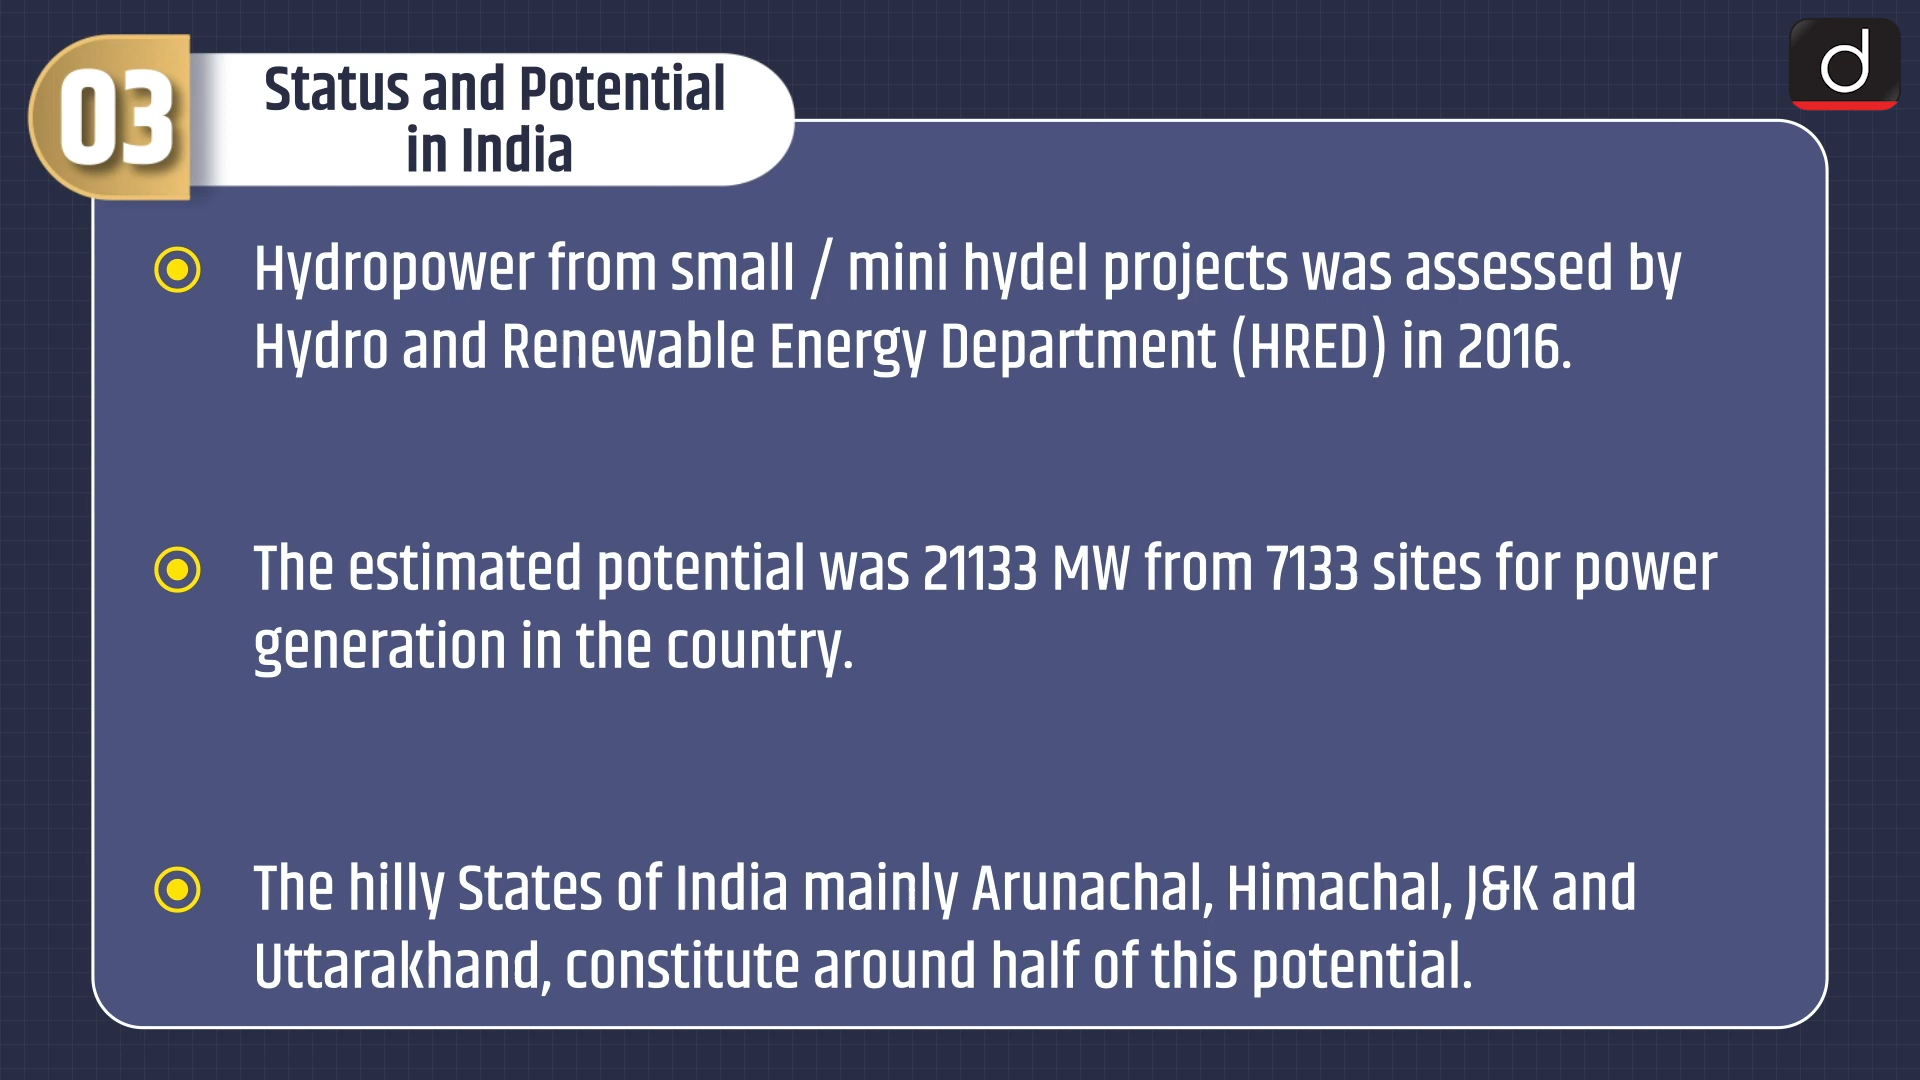 03
Status and Potential
in India
d
Hydropower from small / mini hydel projects was assessed by
Hydro and Renewable Energy Department (HRED) in 2016.
The estimated potential was 21133 MW from 7133 sites for power
generation in the country.
The hilly States of India mainly Arunachal, Himachal, J&K and
Uttarakhand, constitute around half of this potential.